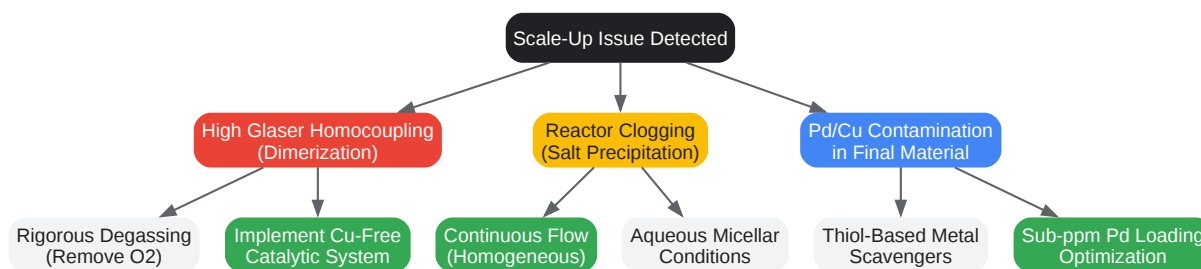 Scale-Up Issue Detected
High Glaser Homocoupling
(Dimerization)
Reactor Clogging
(Salt Precipitation)
Pd/Cu Contamination
in Final Material
Rigorous Degassing
(Remove O2)
Implement Cu-Free
Catalytic System
Continuous Flow
(Homogeneous)
Aqueous Micellar
Conditions
Thiol-Based Metal
Scavengers
Sub-ppm Pd Loading
Optimization